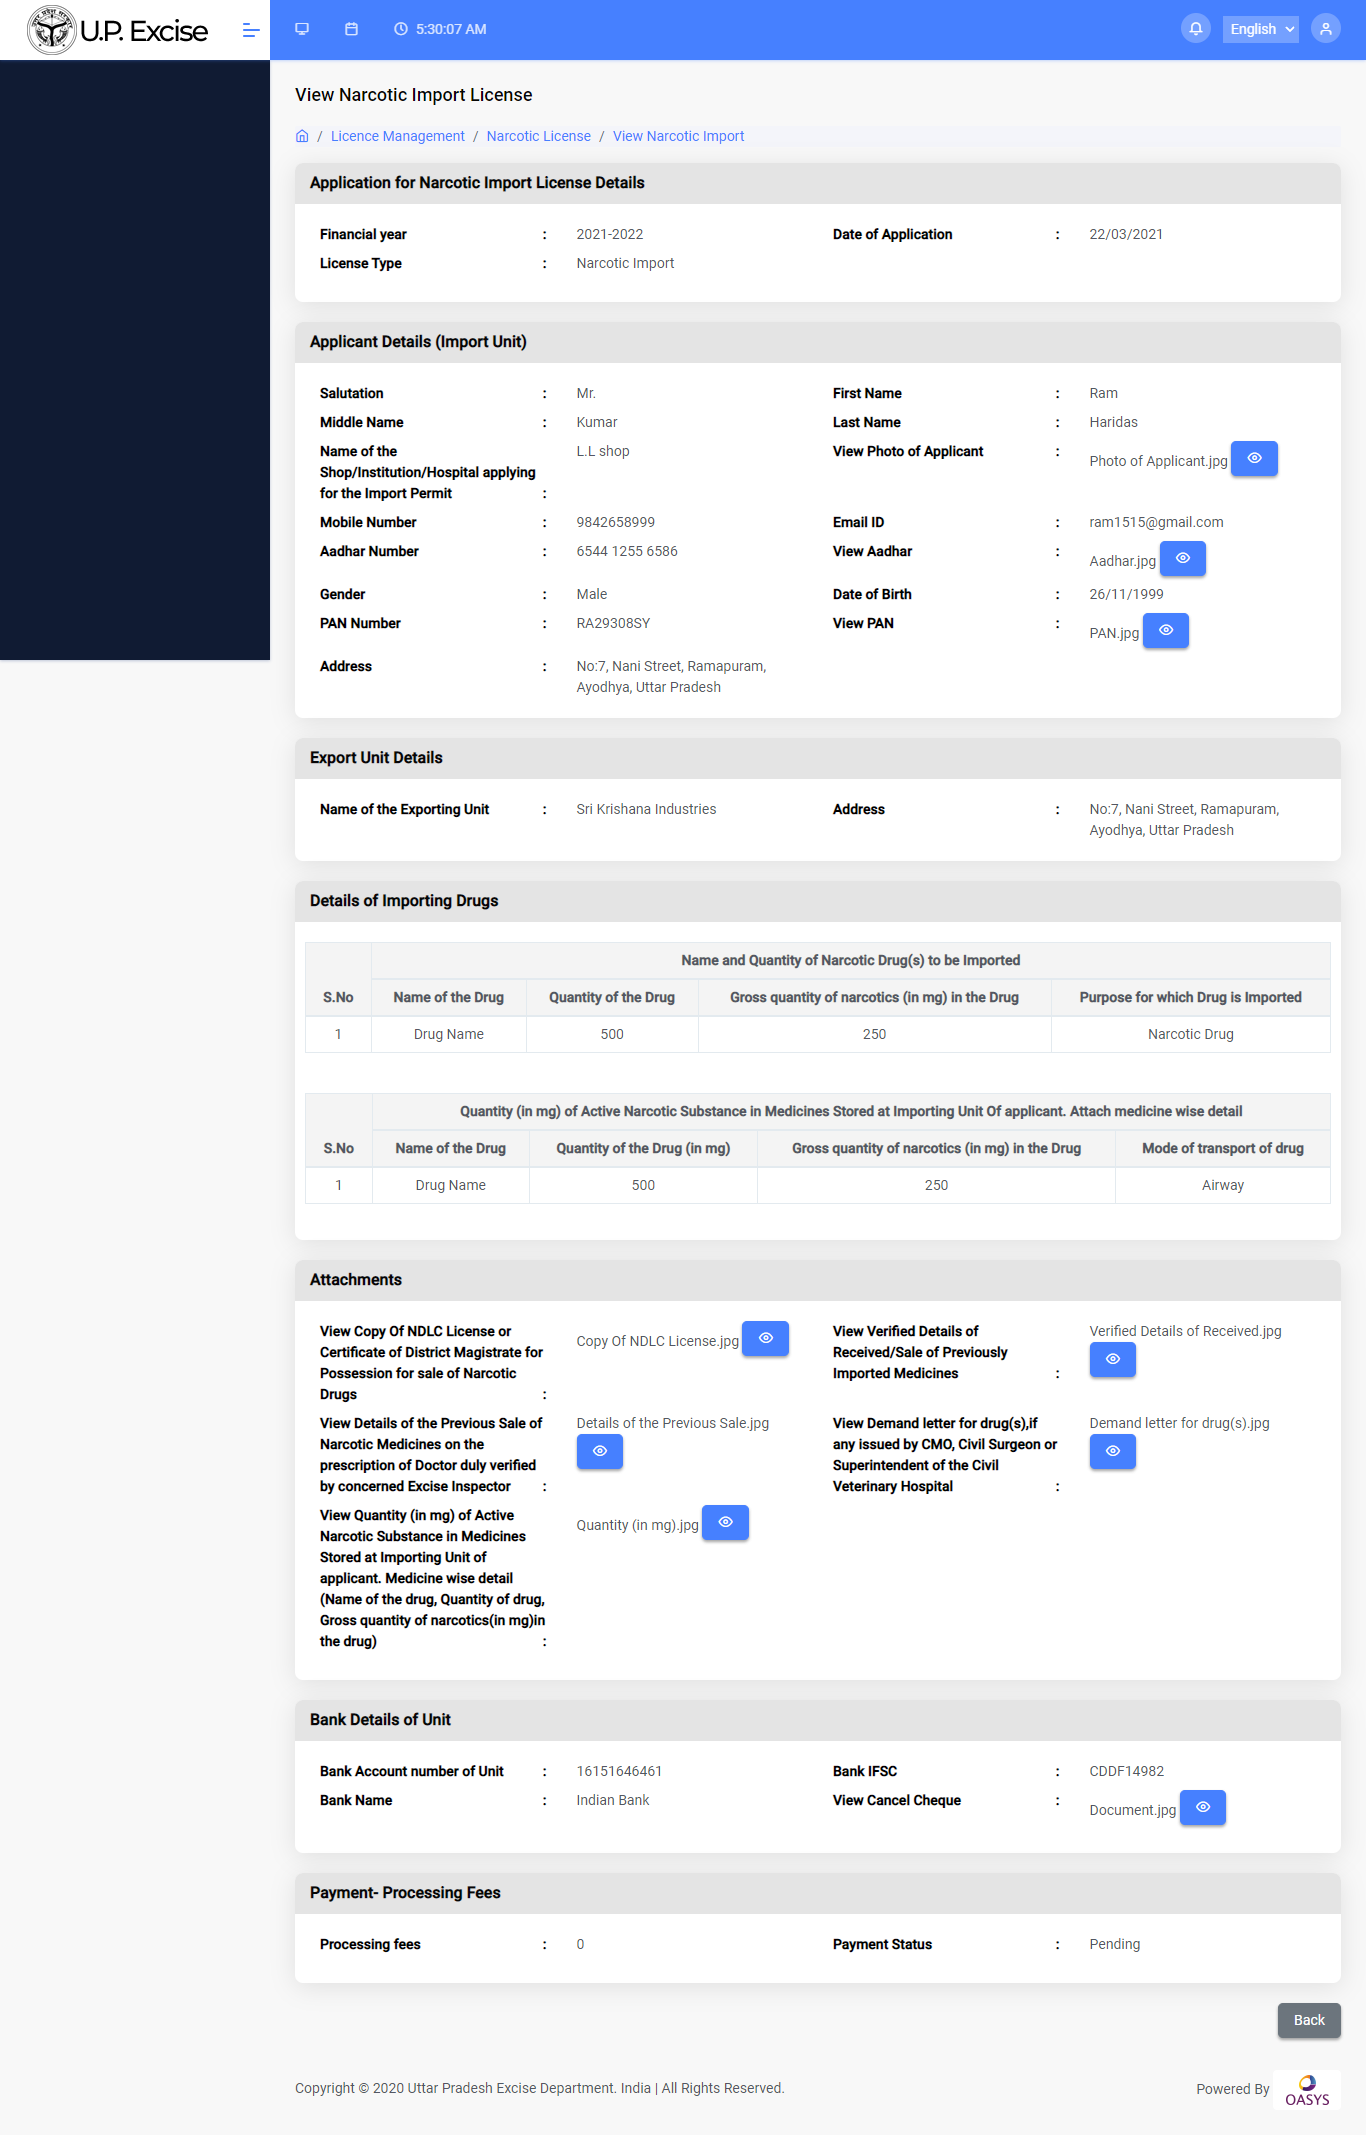 U.P. Excise
5:30:07 AM
English
View Narcotic Import License
/ Licence Management / Narcotic License / View Narcotic Import
Application for Narcotic Import License Details
Financial year : 2021-2022
Date of Application : 22/03/2021
License Type : Narcotic Import
Applicant Details (Import Unit)
Salutation : Mr.
First Name : Ram
Middle Name : Kumar
Last Name : Haridas
Name of the
Shop/Institution/Hospital applying
for the Import Permit :
L.L shop
View Photo of Applicant : Photo of Applicant.jpg
Mobile Number : 9842658999
Email ID : ram1515@gmail.com
Aadhar Number : 6544 1255 6586
View Aadhar : Aadhar.jpg
Gender : Male
Date of Birth : 26/11/1999
PAN Number : RA29308SY
View PAN : PAN.jpg
Address : No:7, Nani Street, Ramapuram,
Ayodhya, Uttar Pradesh
Export Unit Details
Name of the Exporting Unit : Sri Krishana Industries
Address : No:7, Nani Street, Ramapuram,
Ayodhya, Uttar Pradesh
Details of Importing Drugs
Name and Quantity of Narcotic Drug(s) to be Imported
S.No Name of the Drug Quantity of the Drug Gross quantity of narcotics (in mg) in the Drug Purpose for which Drug is Imported
1 Drug Name 500 250 Narcotic Drug
Quantity (in mg) of Active Narcotic Substance in Medicines Stored at Importing Unit Of applicant. Attach medicine wise detail
S.No Name of the Drug Quantity of the Drug (in mg) Gross quantity of narcotics (in mg) in the Drug Mode of transport of drug
1 Drug Name 500 250 Airway
Attachments
View Copy Of NDLC License or
Certificate of District Magistrate for
Possession for sale of Narcotic
Drugs :
Copy Of NDLC License.jpg
View Verified Details of
Received/Sale of Previously
Imported Medicines :
Verified Details of Received.jpg
View Details of the Previous Sale of
Narcotic Medicines on the
prescription of Doctor duly verified
by concerned Excise Inspector :
Details of the Previous Sale.jpg
View Demand letter for drug(s),if
any issued by CMO, Civil Surgeon or
Superintendent of the Civil
Veterinary Hospital :
Demand letter for drug(s).jpg
View Quantity (in mg) of Active
Narcotic Substance in Medicines
Stored at Importing Unit of
applicant. Medicine wise detail
(Name of the drug, Quantity of drug,
Gross quantity of narcotics(in mg)in
the drug) :
Quantity (in mg).jpg
Bank Details of Unit
Bank Account number of Unit : 16151646461
Bank IFSC : CDDF14982
Bank Name : Indian Bank
View Cancel Cheque : Document.jpg
Payment- Processing Fees
Processing fees : 0
Payment Status : Pending
Back
Copyright © 2020 Uttar Pradesh Excise Department. India | All Rights Reserved.
Powered By OASYS